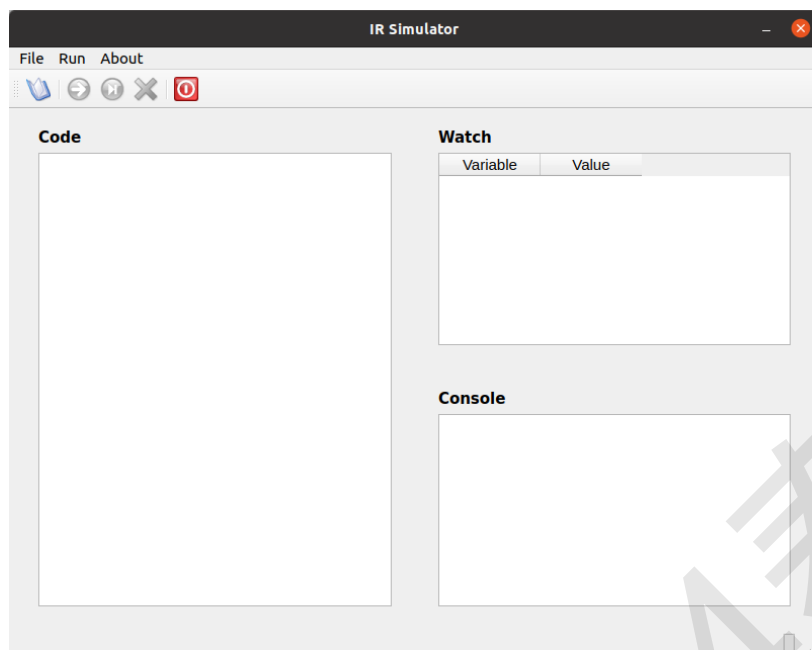 IR Simulator
File Run About
Code
Watch
Variable Value
Console